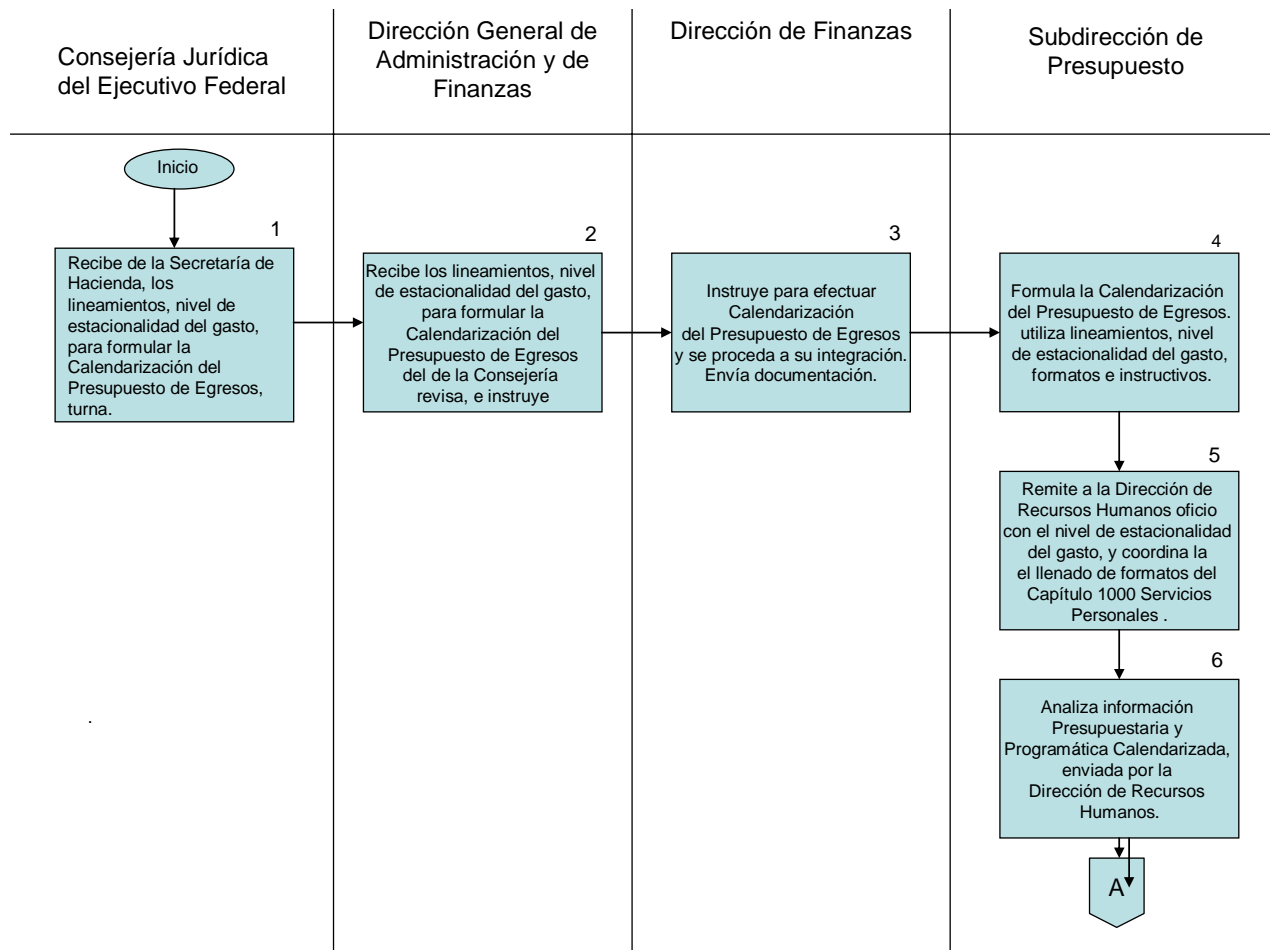 Consejería Jurídica
del Ejecutivo Federal
Dirección General de
Administración y de
Finanzas
Dirección de Finanzas
Subdirección de
Presupuesto
Inicio
1
Recibe de la Secretaría de
Hacienda, los
lineamientos, nivel de
estacionalidad del gasto,
para formular la
Calendarización del
Presupuesto de Egresos,
turna.
2
Recibe los lineamientos, nivel
de estacionalidad del gasto,
para formular la
Calendarización del
Presupuesto de Egresos
del de la Consejería
revisa, e instruye
3
Instruye para efectuar
Calendarización
del Presupuesto de Egresos
y se proceda a su integración.
Envía documentación.
4
Formula la Calendarización
del Presupuesto de Egresos.
utiliza lineamientos, nivel
de estacionalidad del gasto,
formatos e instructivos.
5
Remite a la Dirección de
Recursos Humanos oficio
con el nivel de estacionalidad
del gasto, y coordina la
el llenado de formatos del
Capítulo 1000 Servicios
Personales .
6
Analiza información
Presupuestaria y
Programática Calendarizada,
enviada por la
Dirección de Recursos
Humanos.
A
.